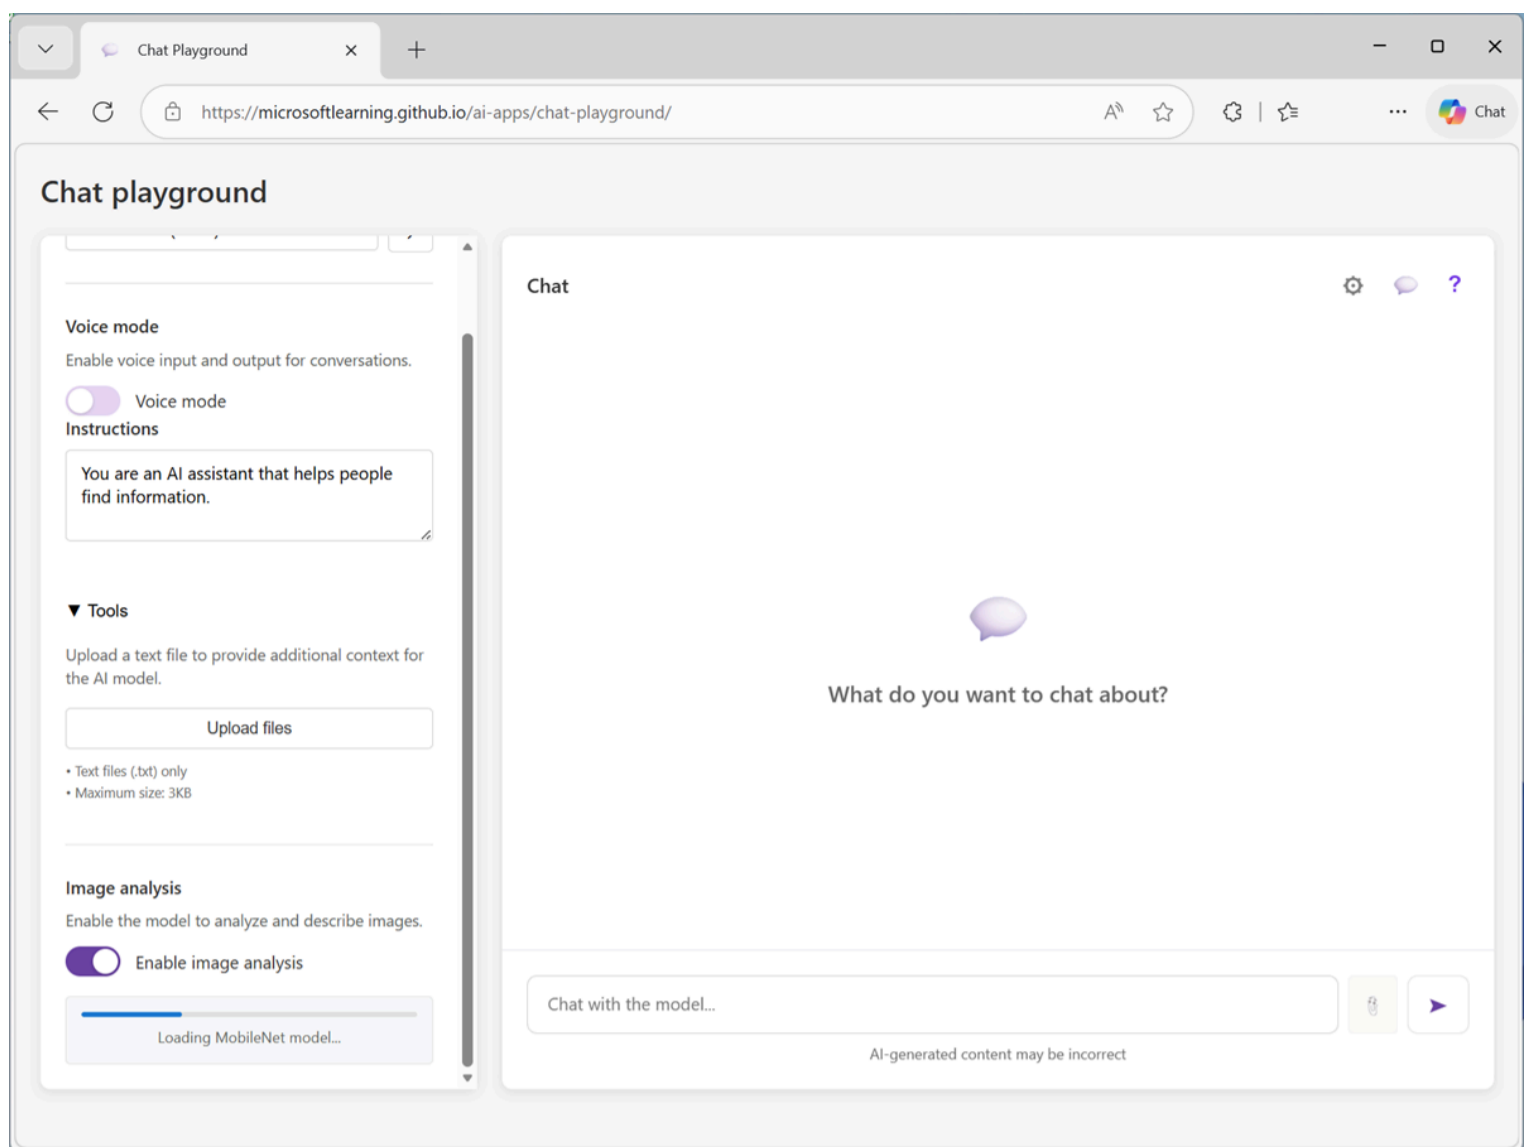 Chat Playground
https://microsoftlearning.github.io/ai-apps/chat-playground/
Chat
Chat playground
Voice mode
Enable voice input and output for conversations.
Voice mode
Instructions
You are an AI assistant that helps people
find information.
▼ Tools
Upload a text file to provide additional context for
the AI model.
Upload files
• Text files (.txt) only
• Maximum size: 3KB
Image analysis
Enable the model to analyze and describe images.
Enable image analysis
Loading MobileNet model...
Chat
?
What do you want to chat about?
Chat with the model...
AI-generated content may be incorrect